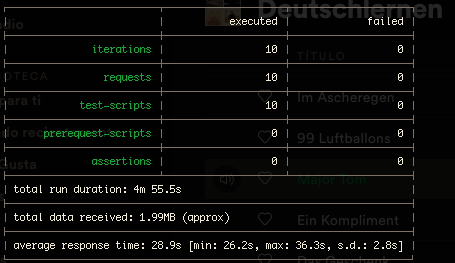 Deutschlernen
executed failed
iterations 10 0
TÍTULO
requests 10 0
para ti
Im Ascheregen
test-scripts 10 0
99 Luftballons
prerequest-scripts 0 0
assertions 0 0
Major Tom
total run duration: 4m 55.5s
total data received: 1.99MB (approx)
Ein Kompliment
average response time: 28.9s [min: 26.2s, max: 36.3s, s.d.: 2.8s]